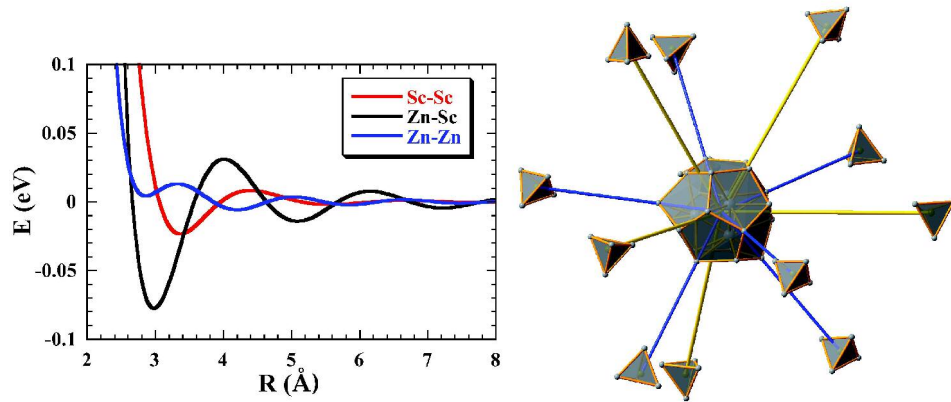 0.1
0.05
0
-0.05
-0.1
E (eV)
Sc-Sc
Zn-Sc
Zn-Zn
2 3 4 5 6 7 8
R (Å)